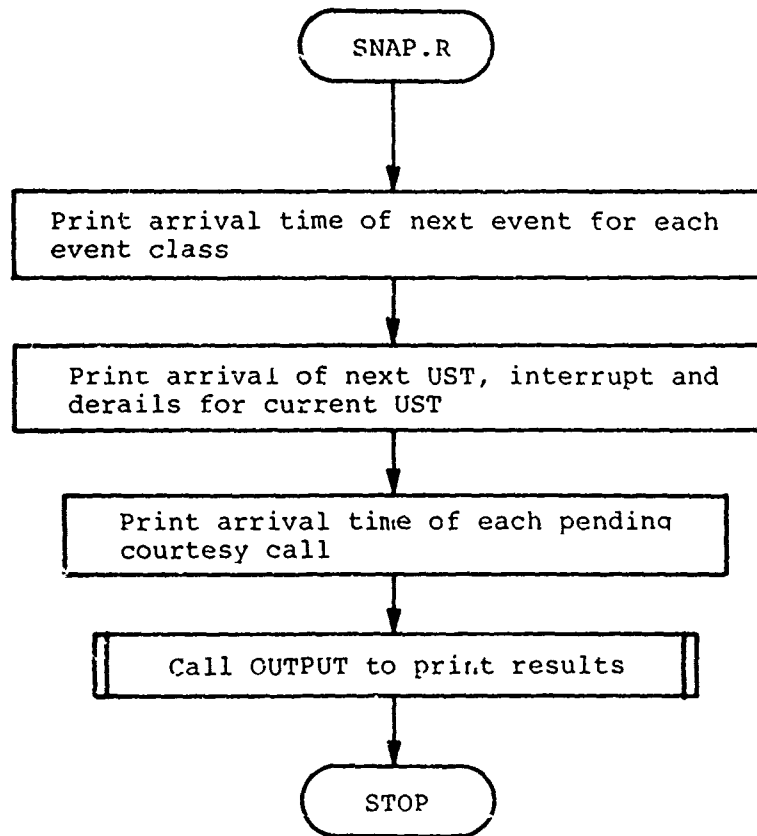 SNAP.R
Print arrival time of next event for each
event class
Print arrival of next UST, interrupt and
derails for current UST
Print arrival time of each pending
courtesy call
Call OUTPUT to print results
STOP